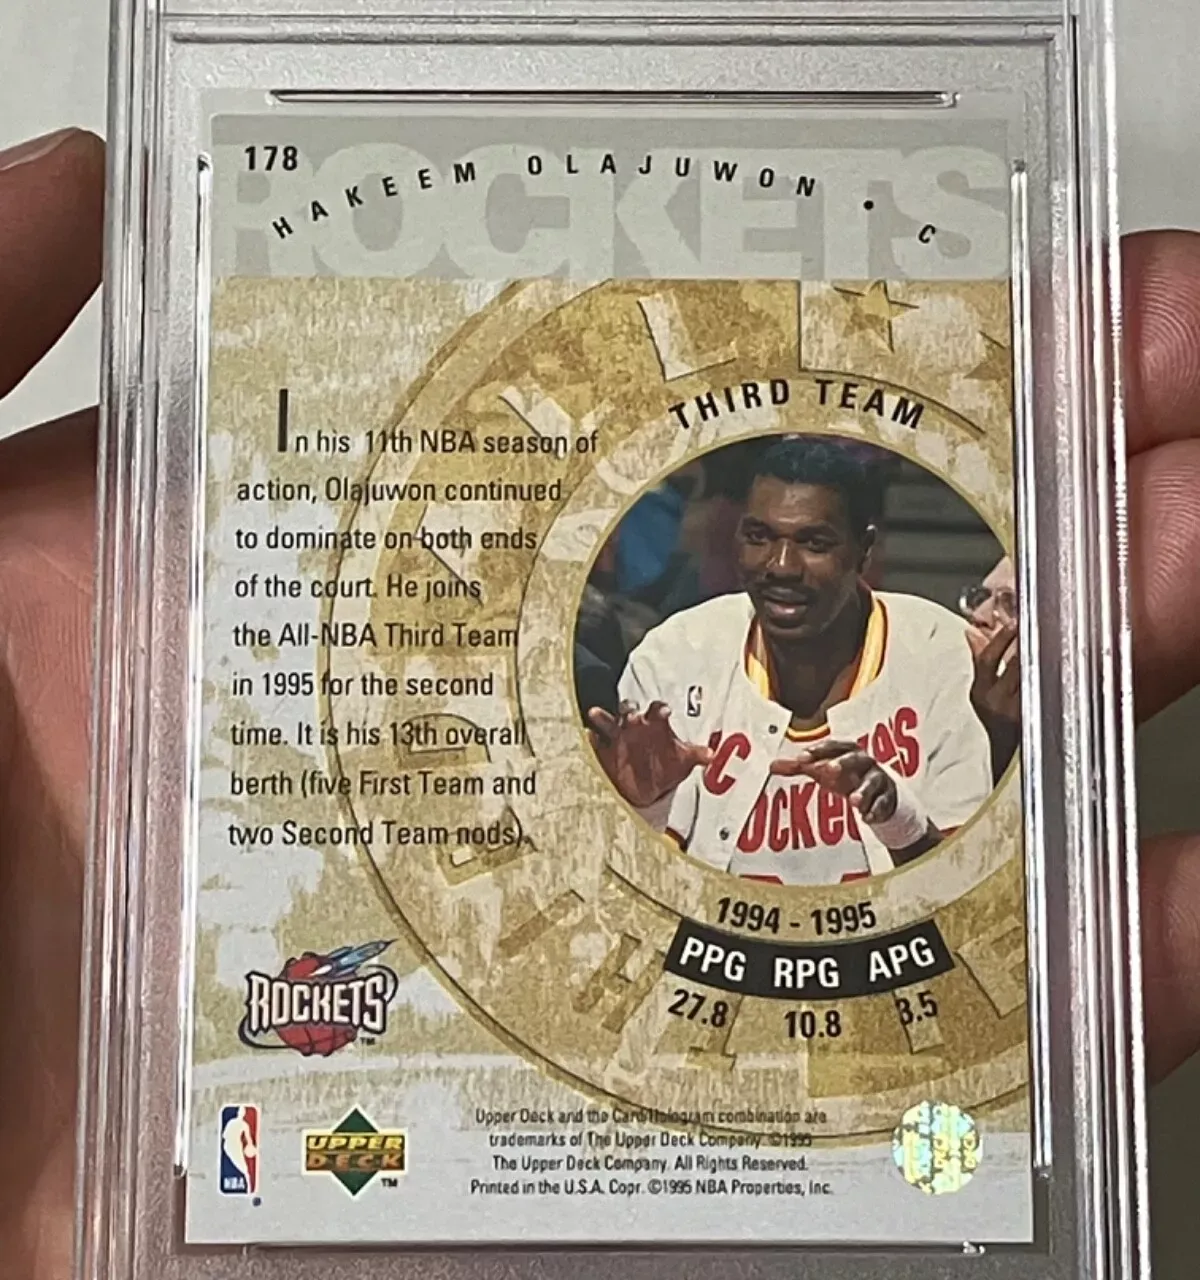 178
ROCKETS
HAKEEM OLAJUWON • C
In his 11th NBA season of
action, Olajuwon continued
to dominate on both ends
of the court. He joins
the All-NBA Third Team
in 1995 for the second
time. It is his 13th overall
berth (five First Team and
two Second Team nods).
THIRD TEAM
1994 - 1995
PPG RPG APG
27.8 10.8 3.5
ROCKETS TM
NBA
UPPER
DECK TM
Upper Deck and the Card/Hologram combination are
trademarks of The Upper Deck Company. ©1995
The Upper Deck Company. All Rights Reserved.
Printed in the U.S.A. Copr. ©1995 NBA Properties, Inc.